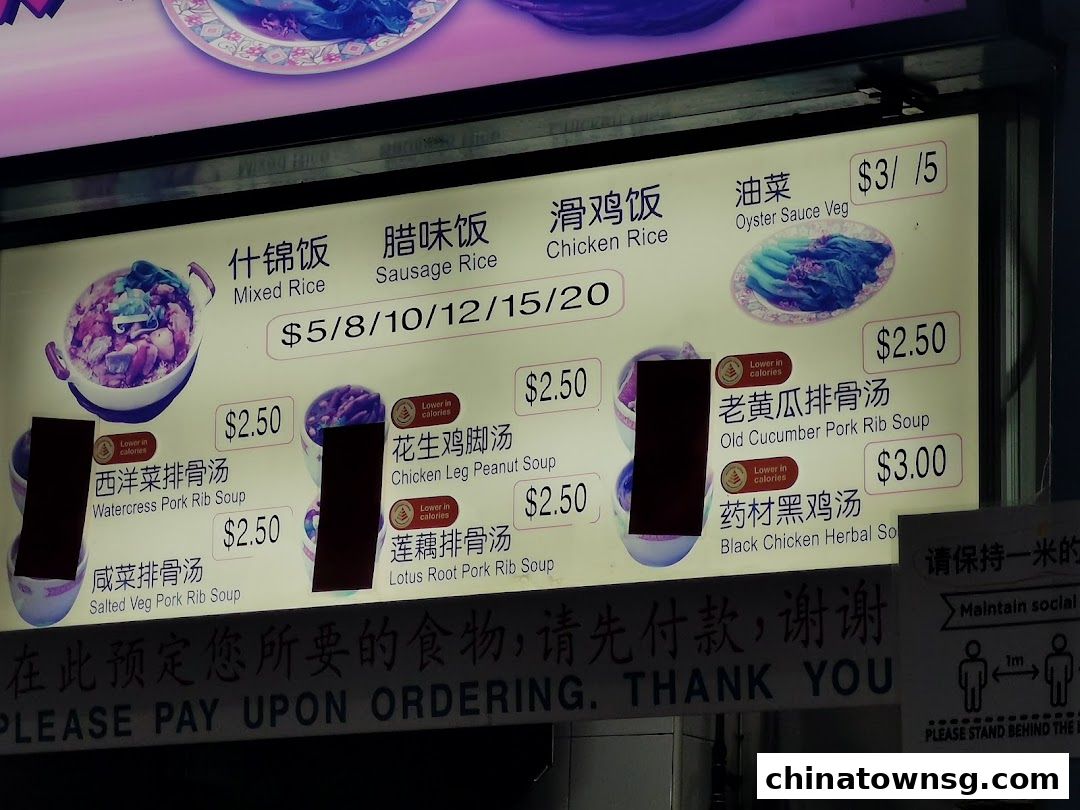 什锦饭
Mixed Rice
腊味饭
Sausage Rice
滑鸡饭
Chicken Rice
$5/8/10/12/15/20
油菜
Oyster Sauce Veg
$3/ /5
$2.50
Lower in
calories
西洋菜排骨汤
Watercress Pork Rib Soup
$2.50
咸菜排骨汤
Salted Veg Pork Rib Soup
$2.50
Lower in
calories
花生鸡脚汤
Chicken Leg Peanut Soup
$2.50
Lower in
calories
莲藕排骨汤
Lotus Root Pork Rib Soup
$2.50
Lower in
calories
老黄瓜排骨汤
Old Cucumber Pork Rib Soup
$3.00
Lower in
calories
药材黑鸡汤
Black Chicken Herbal
在此预定您所要的食物,请先付款,谢谢
PLEASE PAY UPON ORDERING. THANK YOU
请保持一米的
Maintain social
1m
PLEASE STAND BEHIND THE
chinatownsg.com